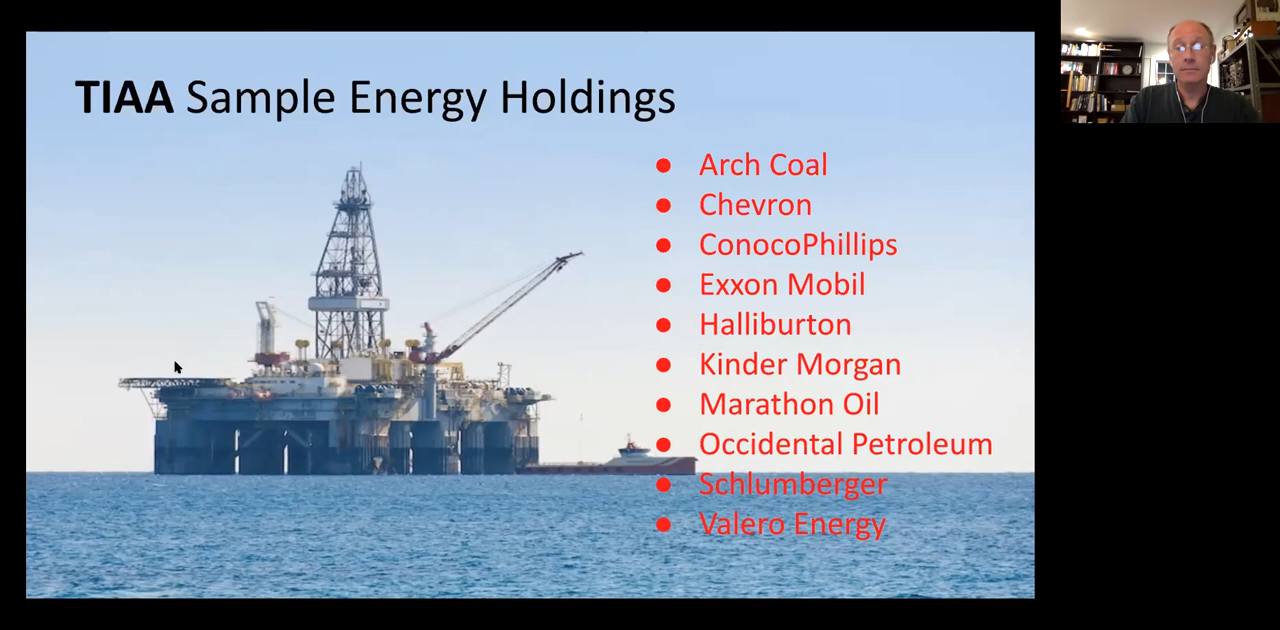 TIAA Sample Energy Holdings
● Arch Coal
● Chevron
● ConocoPhillips
● Exxon Mobil
● Halliburton
● Kinder Morgan
● Marathon Oil
● Occidental Petroleum
● Schlumberger
● Valero Energy